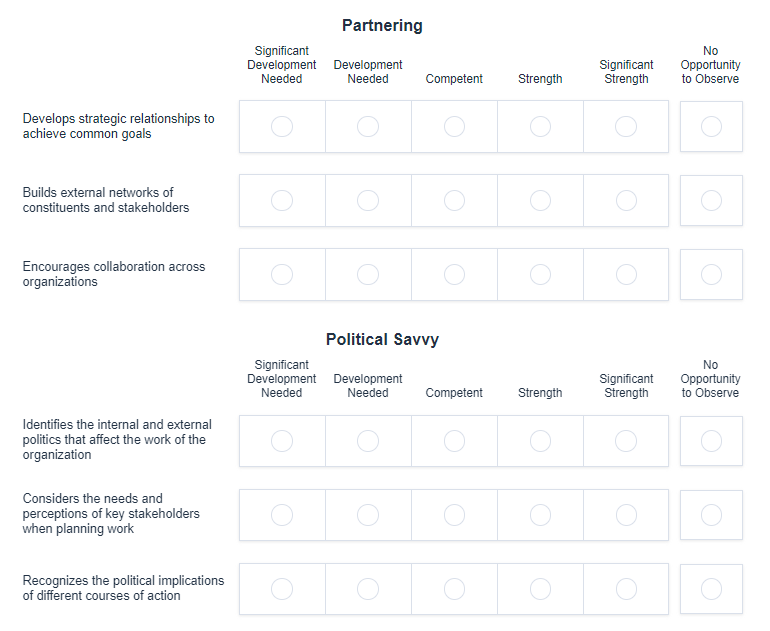 Partnering
Significant
Development
Needed
Development
Needed
Competent
Strength
Significant
Strength
No
Opportunity
to Observe
Develops strategic relationships to
achieve common goals
Builds external networks of
constituents and stakeholders
Encourages collaboration across
organizations
Political Savvy
Significant
Development
Needed
Development
Needed
Competent
Strength
Significant
Strength
No
Opportunity
to Observe
Identifies the internal and external
politics that affect the work of the
organization
Considers the needs and
perceptions of key stakeholders
when planning work
Recognizes the political implications
of different courses of action